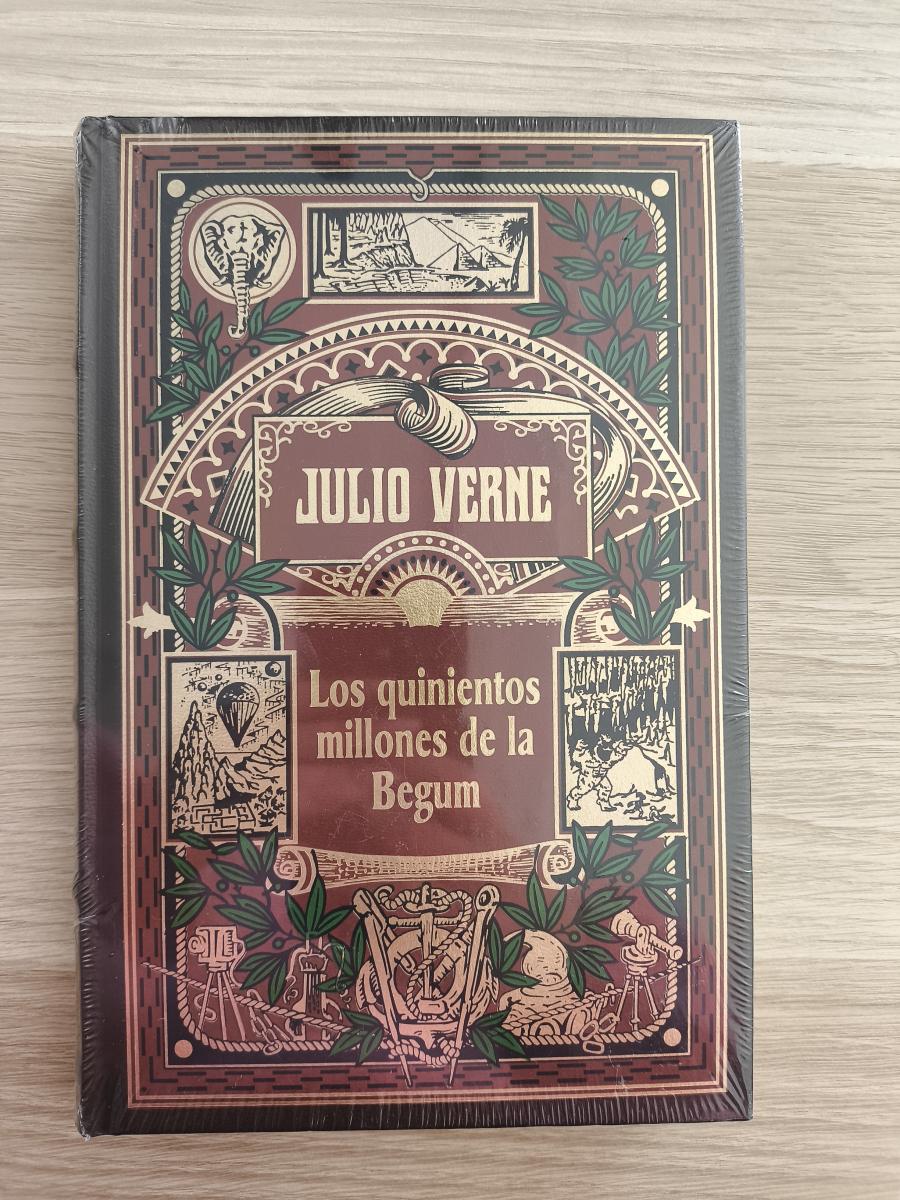 JULIO VERNE
Los quinientos
millones de la
Begum